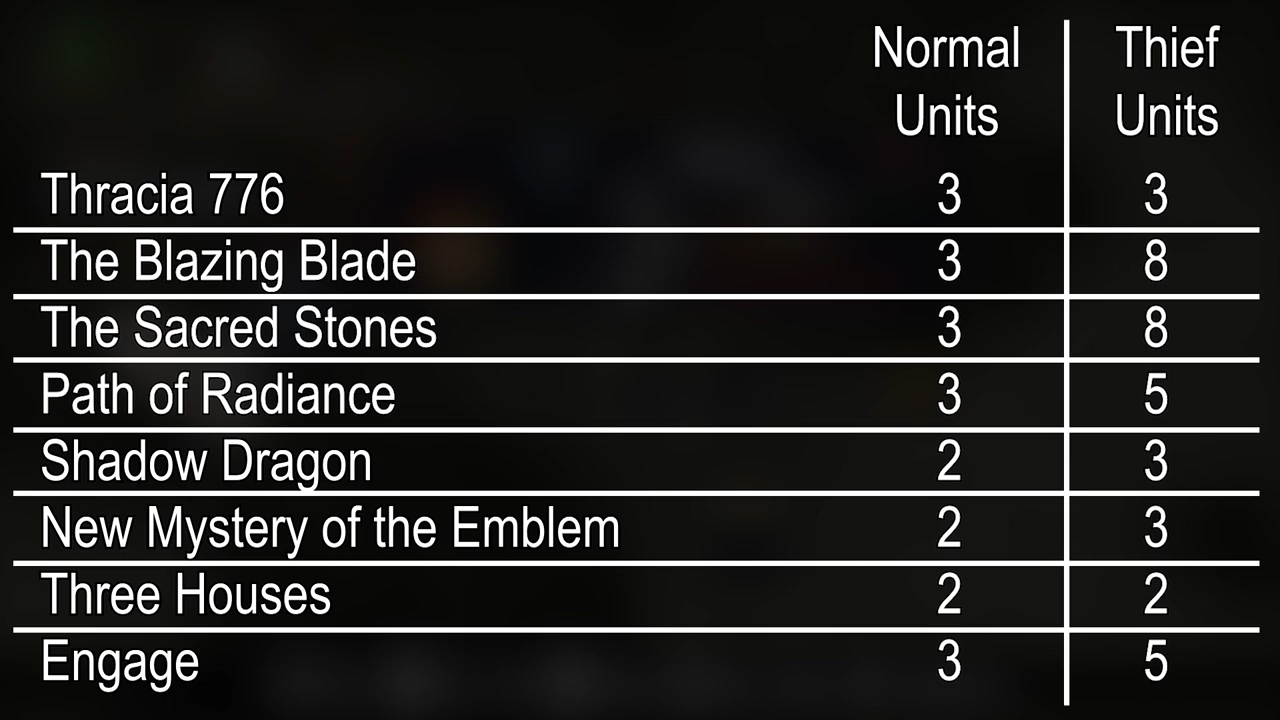 Normal Thief
Units Units
Thracia 776 3 3
The Blazing Blade 3 8
The Sacred Stones 3 8
Path of Radiance 3 5
Shadow Dragon 2 3
New Mystery of the Emblem 2 3
Three Houses 2 2
Engage 3 5